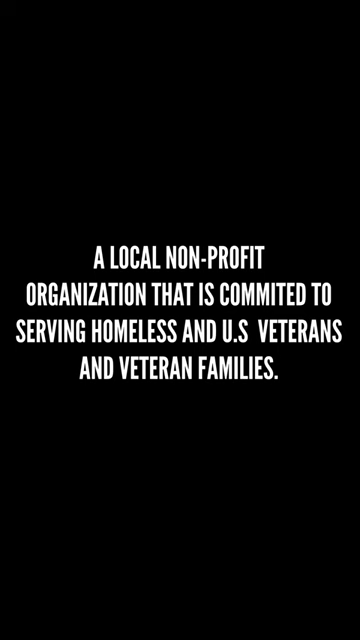 A LOCAL NON-PROFIT
ORGANIZATION THAT IS COMMITED TO
SERVING HOMELESS AND U.S  VETERANS
AND VETERAN FAMILIES.